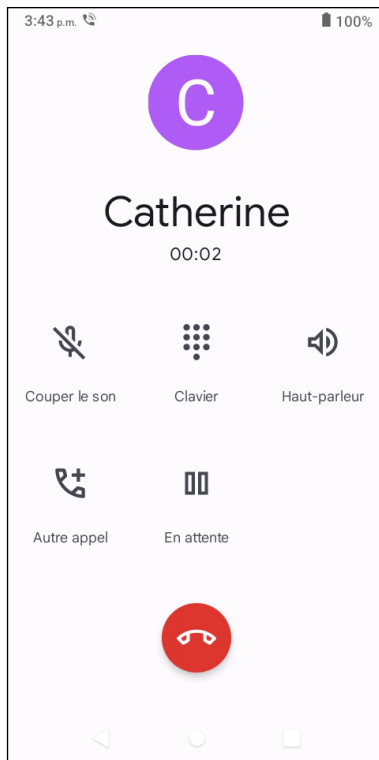 3:43 p.m. 100%
C
Catherine
00:02
Couper le son Clavier Haut-parleur
Autre appel En attente